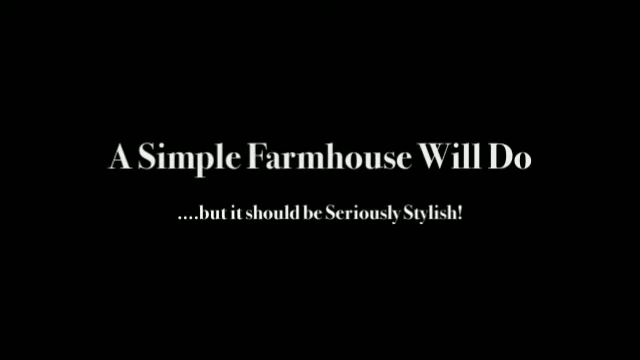 A Simple Farmhouse Will Do
....but it should be Seriously Stylish!